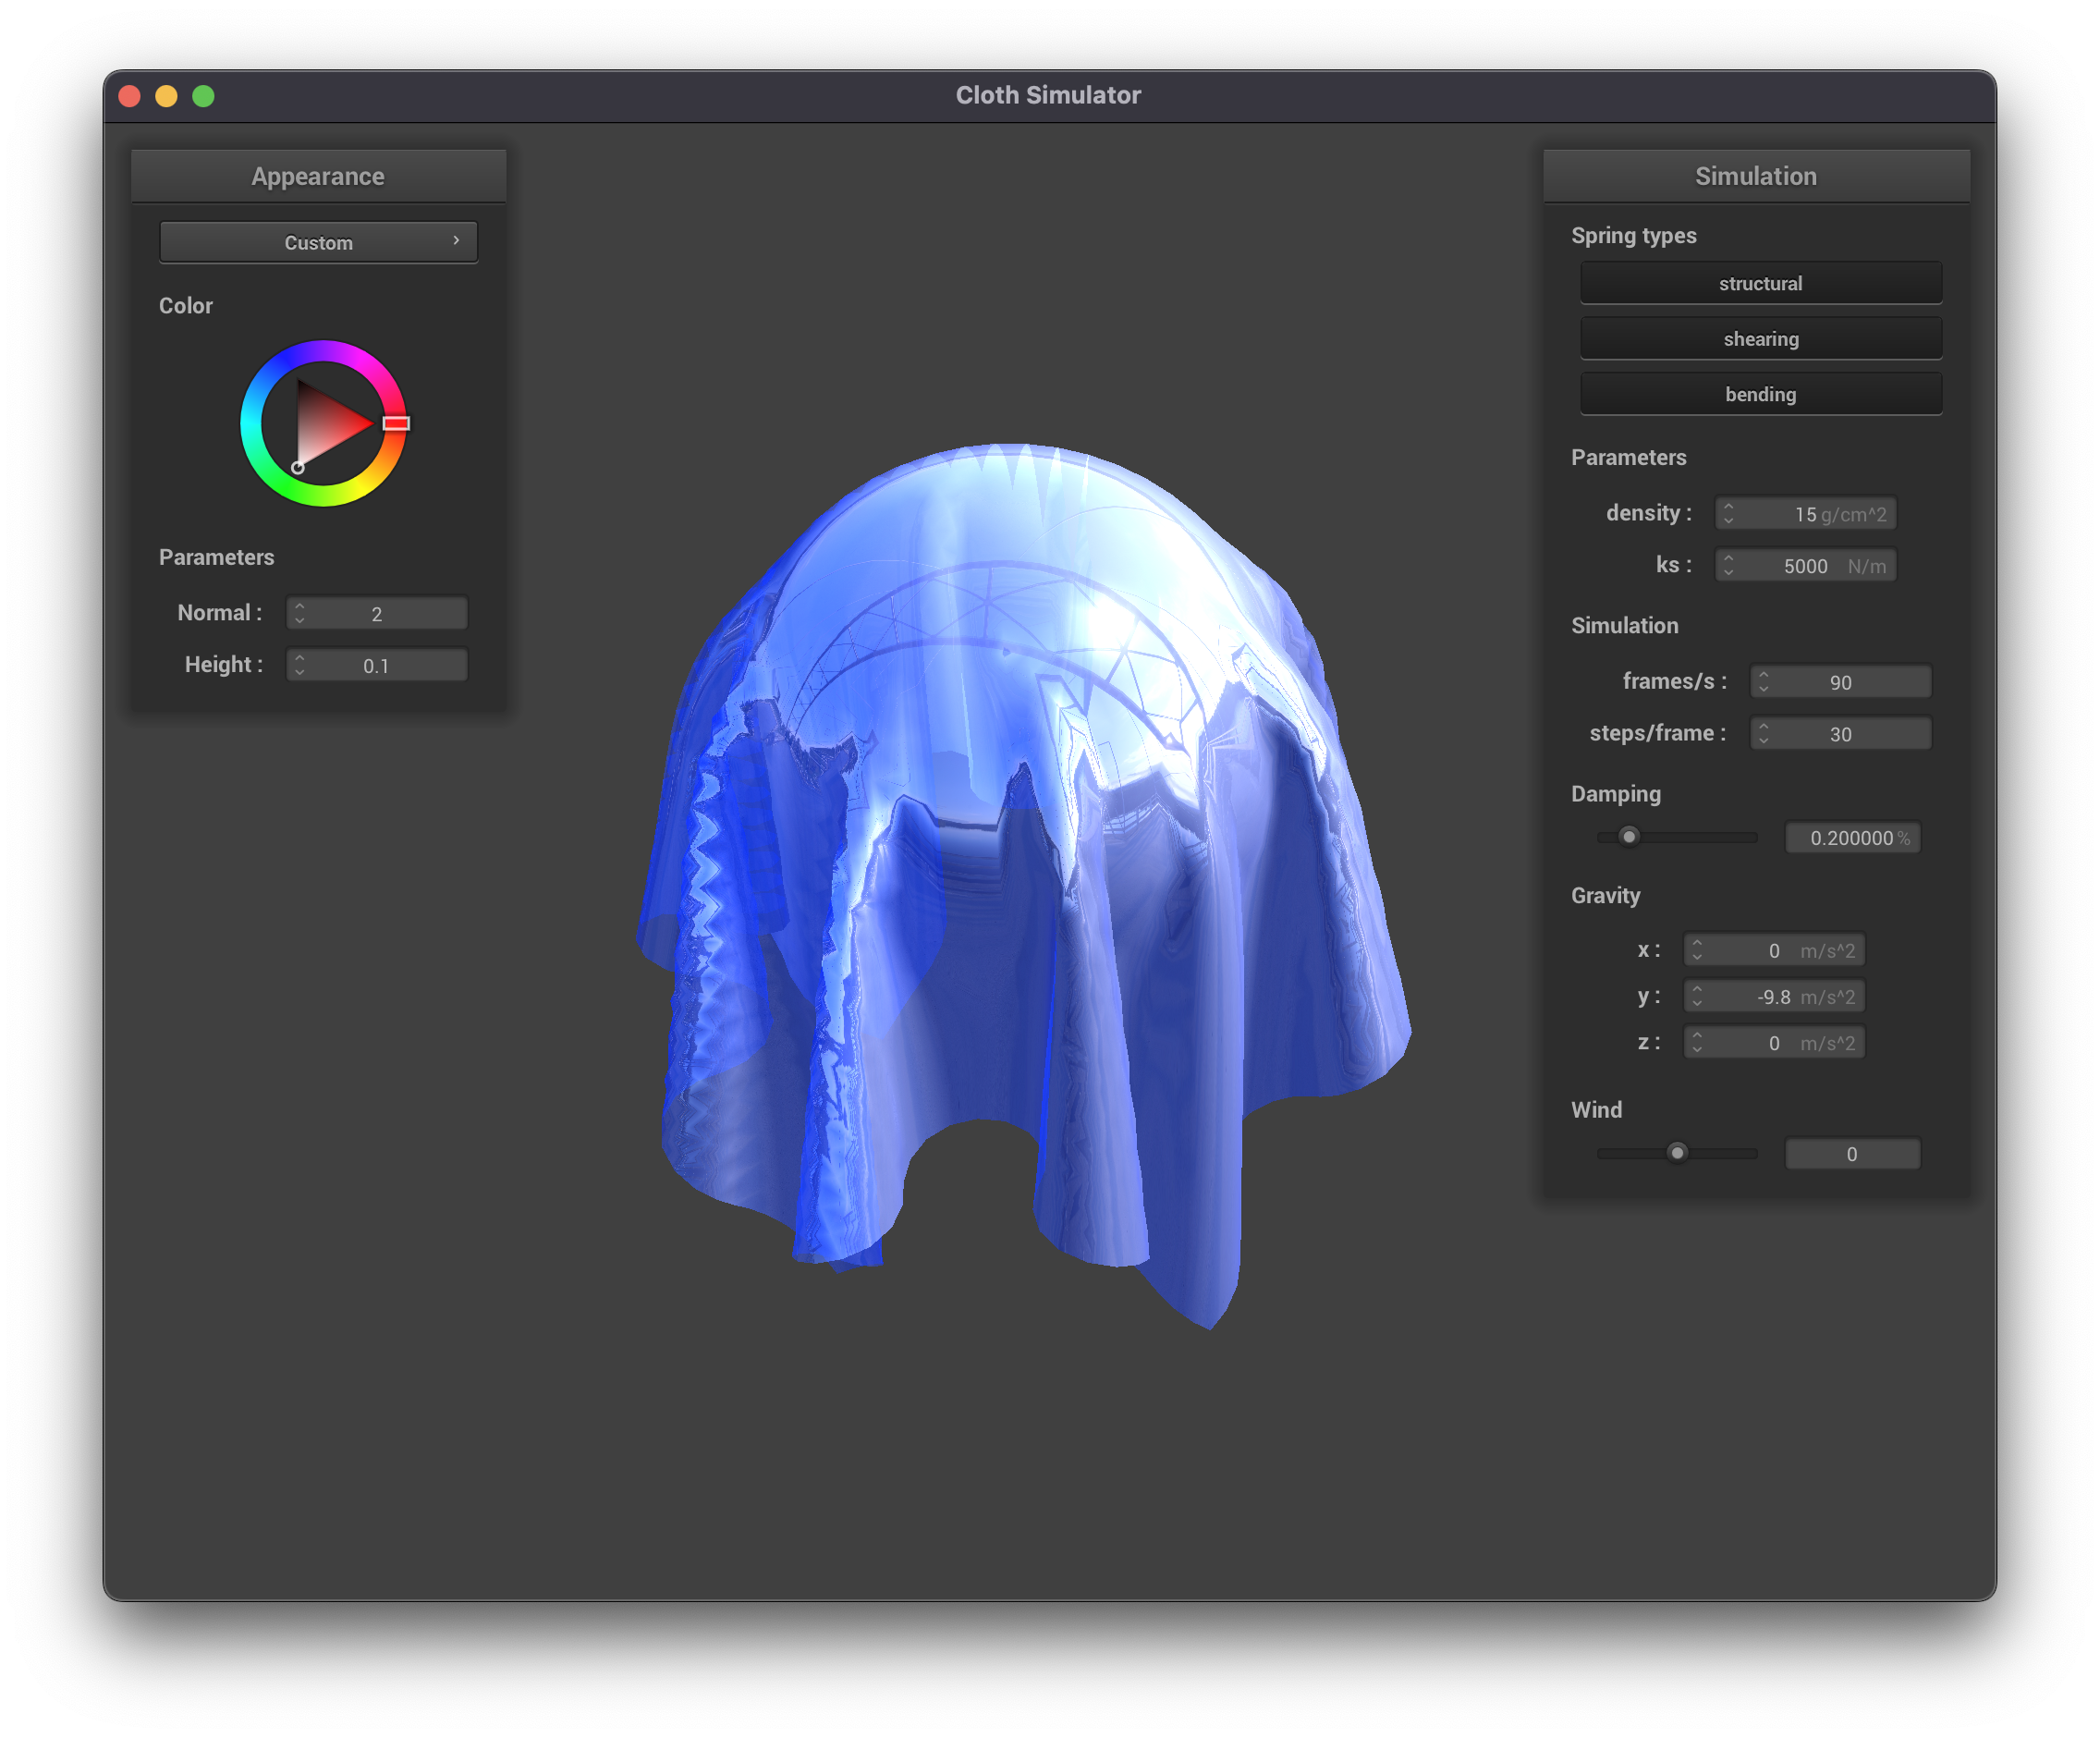 Cloth Simulator
Appearance
Custom
Color
Parameters
Normal : 2
Height : 0.1
Simulation
Spring types
structural
shearing
bending
Parameters
density : 15 g/cm^2
ks : 5000 N/m
Simulation
frames/s : 90
steps/frame : 30
Damping
0.200000 %
Gravity
x : 0 m/s^2
y : -9.8 m/s^2
z : 0 m/s^2
Wind
0